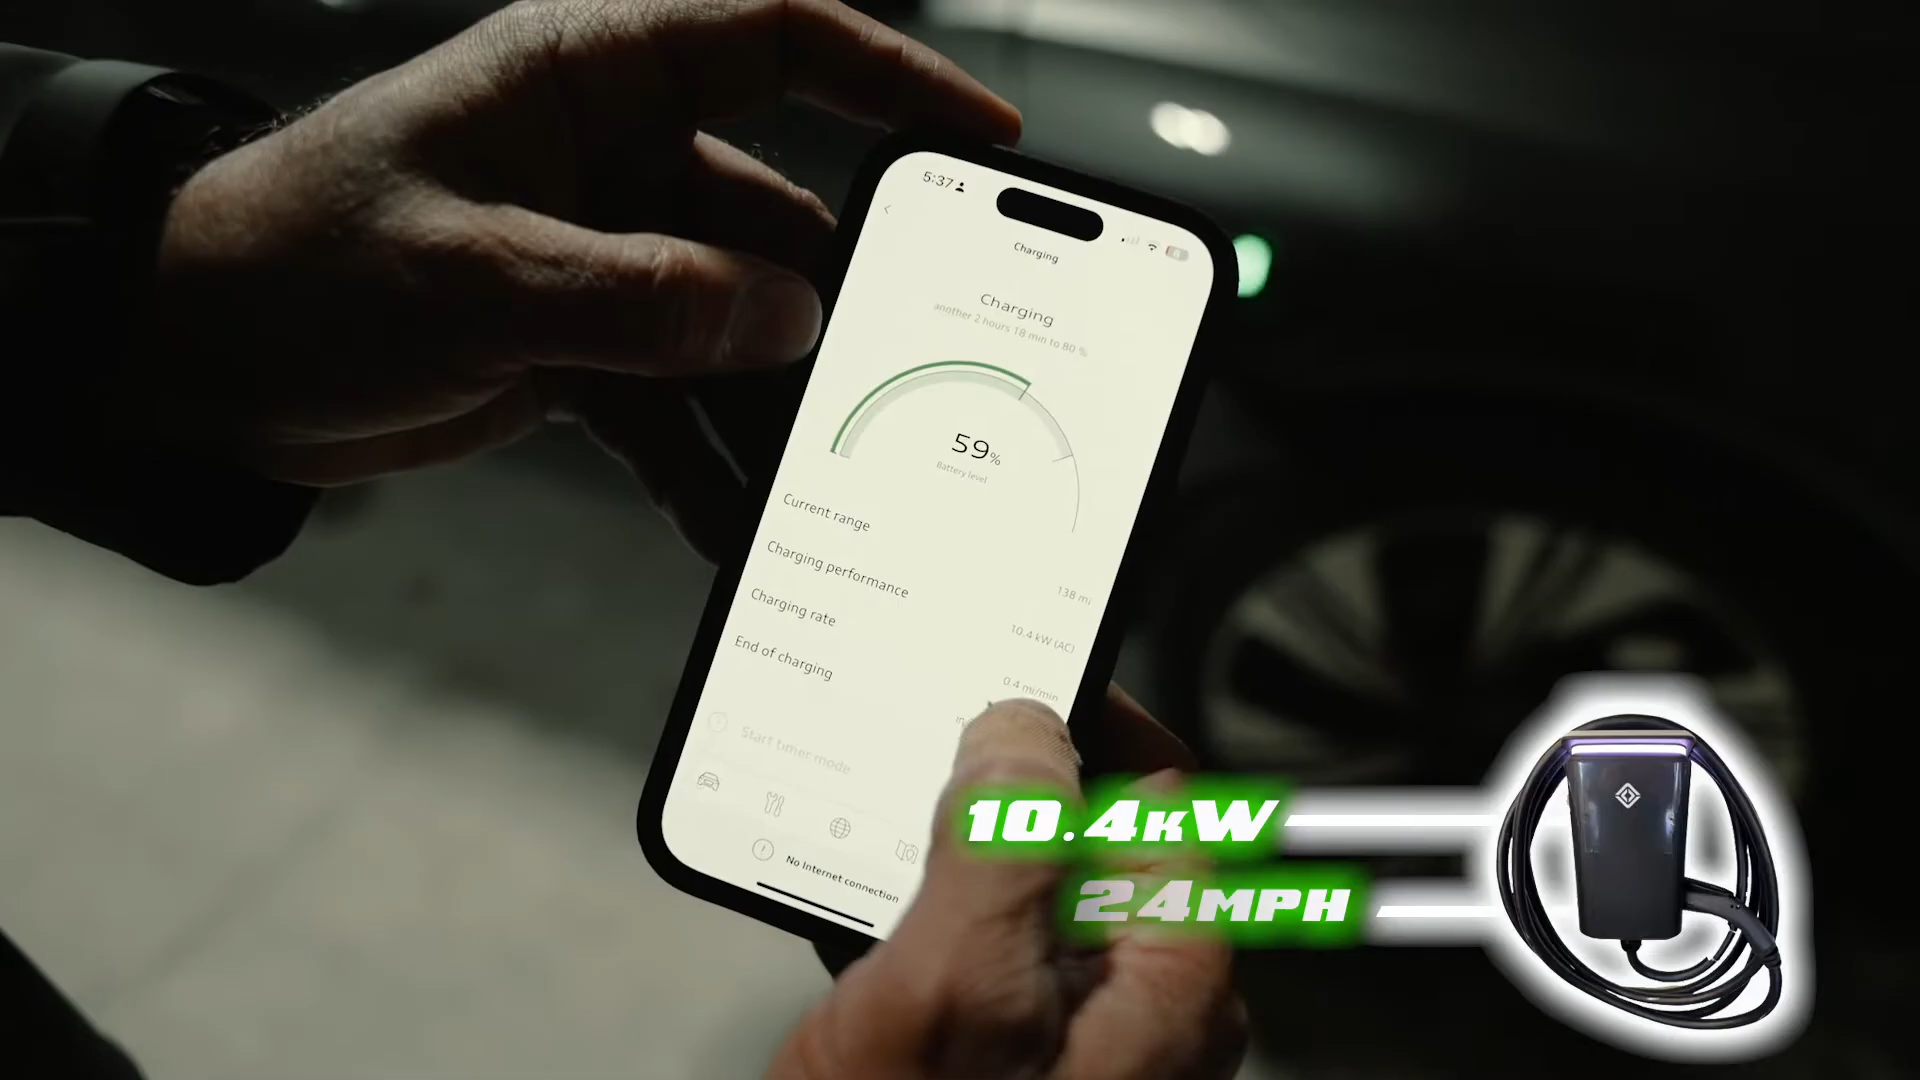 5:37
Charging
Charging
another 2 hours 18 min to 80 %
59%
Battery level
Current range
138 mi
Charging performance
10.4 kW (AC)
Charging rate
0.4 mi/min
End of charging
Start timer mode
No Internet connection
10.4kW
24MPH